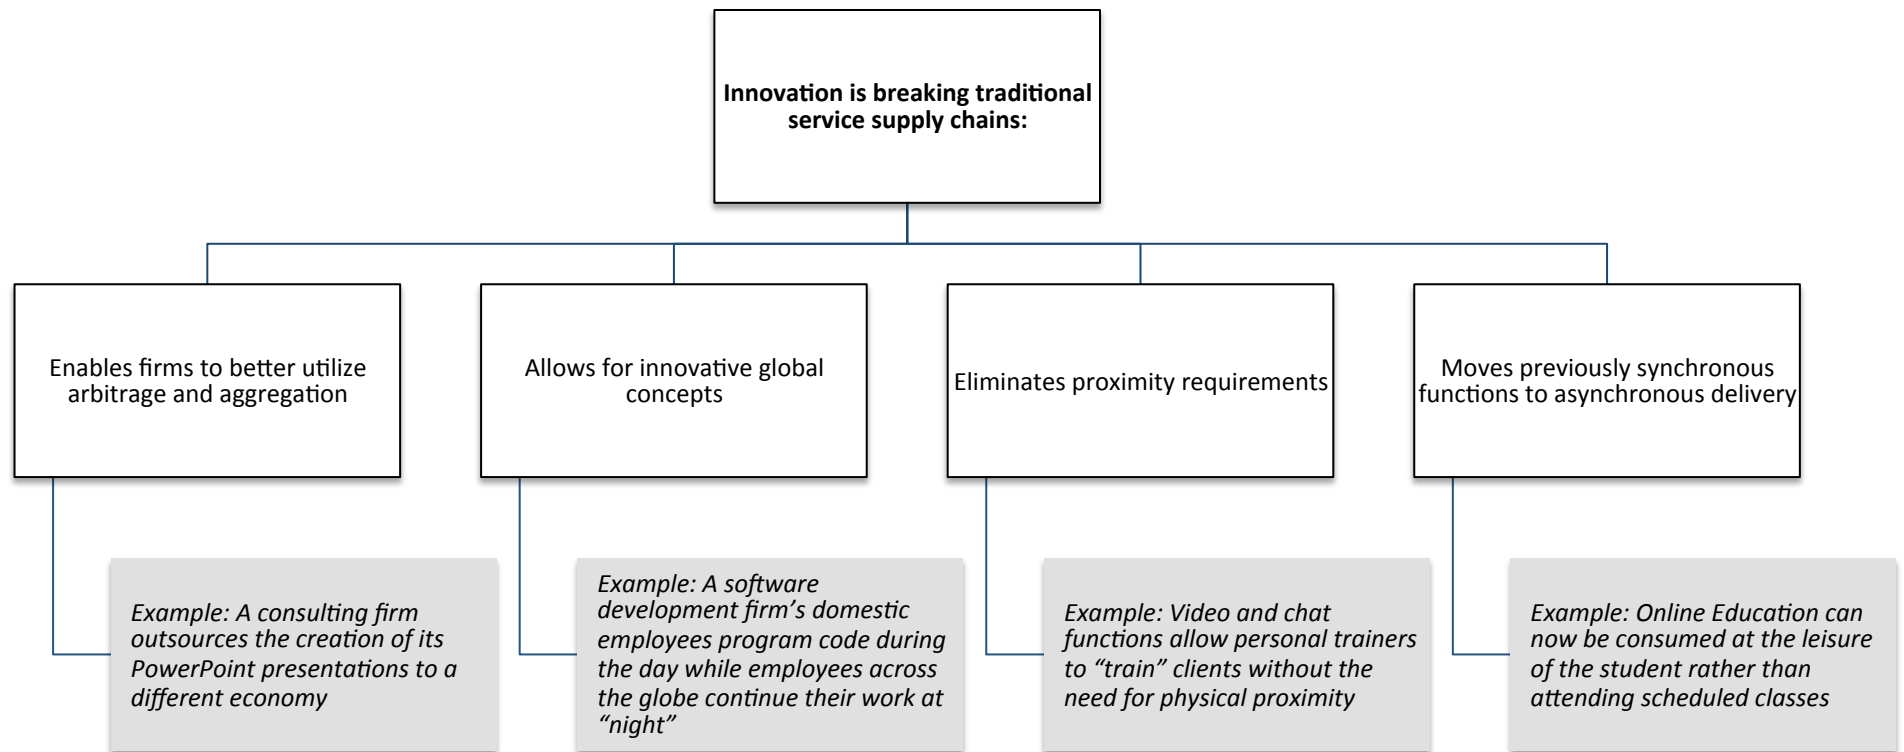 Innovation is breaking traditional
service supply chains:
Enables firms to better utilize
arbitrage and aggregation
Allows for innovative global
concepts
Eliminates proximity requirements
Moves previously synchronous
functions to asynchronous delivery
Example: A consulting firm
outsources the creation of its
PowerPoint presentations to a
different economy
Example: A software
development firm’s domestic
employees program code during
the day while employees across
the globe continue their work at
“night”
Example: Video and chat
functions allow personal trainers
to “train” clients without the
need for physical proximity
Example: Online Education can
now be consumed at the leisure
of the student rather than
attending scheduled classes